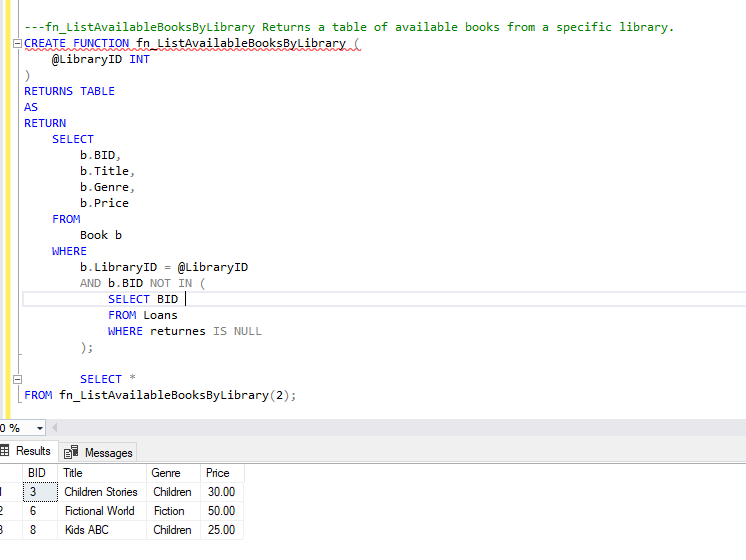 ---fn_ListAvailableBooksByLibrary Returns a table of available books from a specific library.
CREATE FUNCTION fn_ListAvailableBooksByLibrary (
@LibraryID INT
)
RETURNS TABLE
AS
RETURN
SELECT
b.BID,
b.Title,
b.Genre,
b.Price
FROM
Book b
WHERE
b.LibraryID = @LibraryID
AND b.BID NOT IN (
SELECT BID
FROM Loans
WHERE returnes IS NULL
);
SELECT *
FROM fn_ListAvailableBooksByLibrary(2);
0 %
Results Messages
BID Title Genre Price
3 Children Stories Children 30.00
2 6 Fictional World Fiction 50.00
3 8 Kids ABC Children 25.00